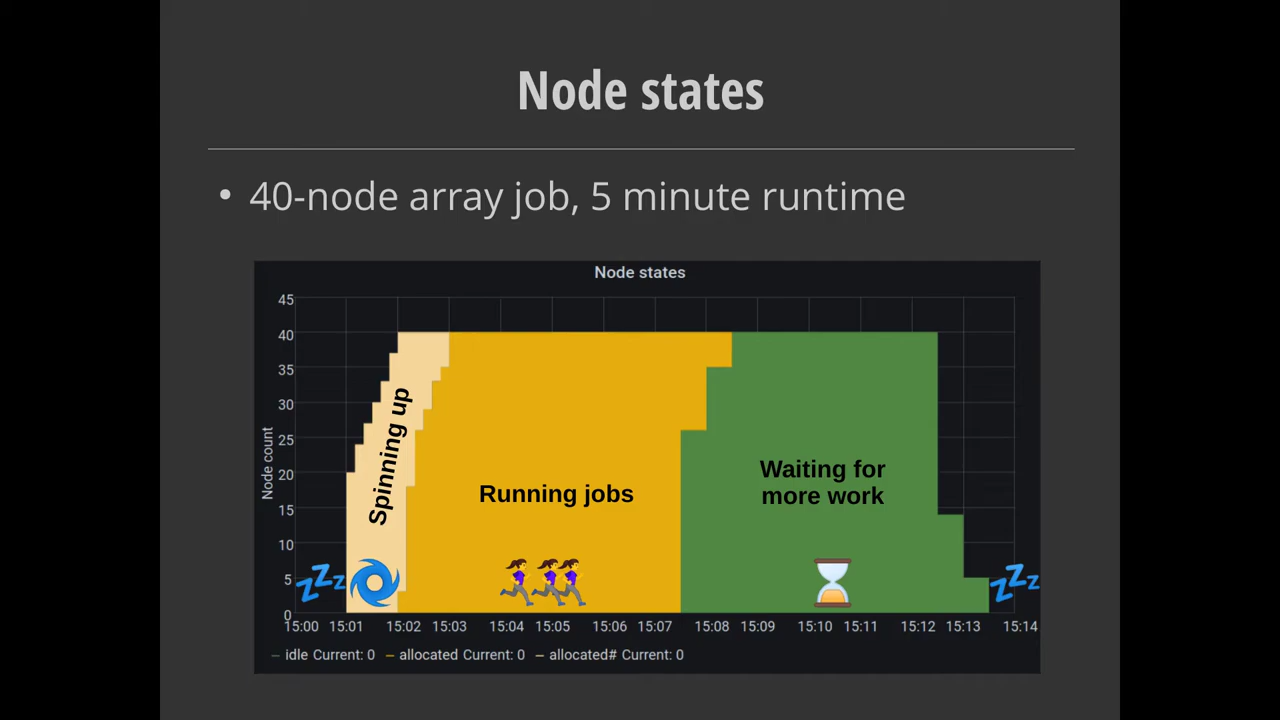 Node states
• 40-node array job, 5 minute runtime
Node states
45
40
35
30
25
20
15
10
5
0
Node count
Spinning up
Running jobs
Waiting for
more work
15:00 15:01 15:02 15:03 15:04 15:05 15:06 15:07 15:08 15:09 15:10 15:11 15:12 15:13 15:14
idle Current: 0 allocated Current: 0 allocated# Current: 0